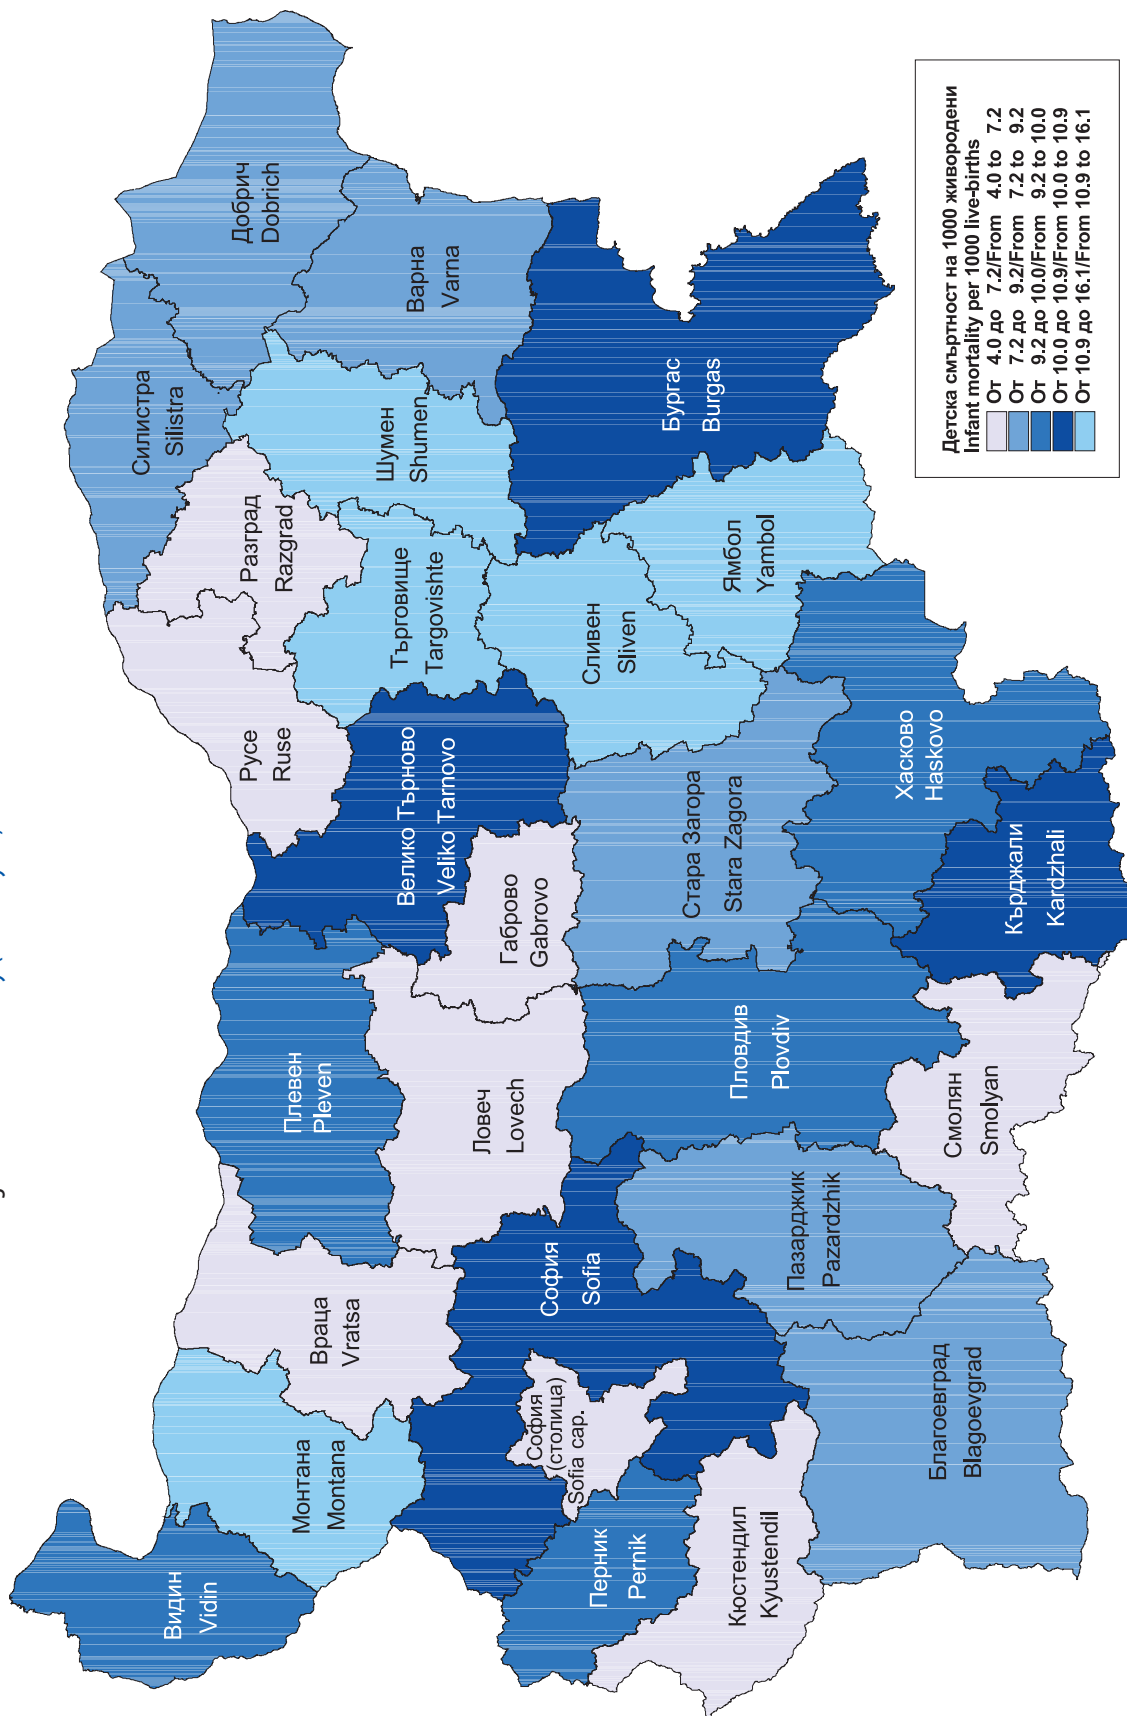 Видин
Vidin
Монтана
Montana
Враца
Vratsa
Плевен
Pleven
Велико Търново
Veliko Tarnovo
Русе
Ruse
Разград
Razgrad
Силистра
Silistra
Добрич
Dobrich
Варна
Varna
Шумен
Shumen
Търговище
Targovishte
Габрово
Gabrovo
Ловеч
Lovech
София
Sofia
София
(столица)
Sofia cap.
Перник
Pernik
Кюстендил
Kyustendil
Благоевград
Blagoevgrad
Пазарджик
Pazardzhik
Пловдив
Plovdiv
Стара Загора
Stara Zagora
Сливен
Sliven
Ямбол
Yambol
Бургас
Burgas
Хасково
Haskovo
Кърджали
Kardzhali
Смолян
Smolyan
Детска смъртност на 1000 живородени
Infant mortality per 1000 live-births
От 4.0 до 7.2/From 4.0 to 7.2
От 7.2 до 9.2/From 7.2 to 9.2
От 9.2 до 10.0/From 9.2 to 10.0
От 10.0 до 10.9/From 10.0 to 10.9
От 10.9 до 16.1/From 10.9 to 16.1